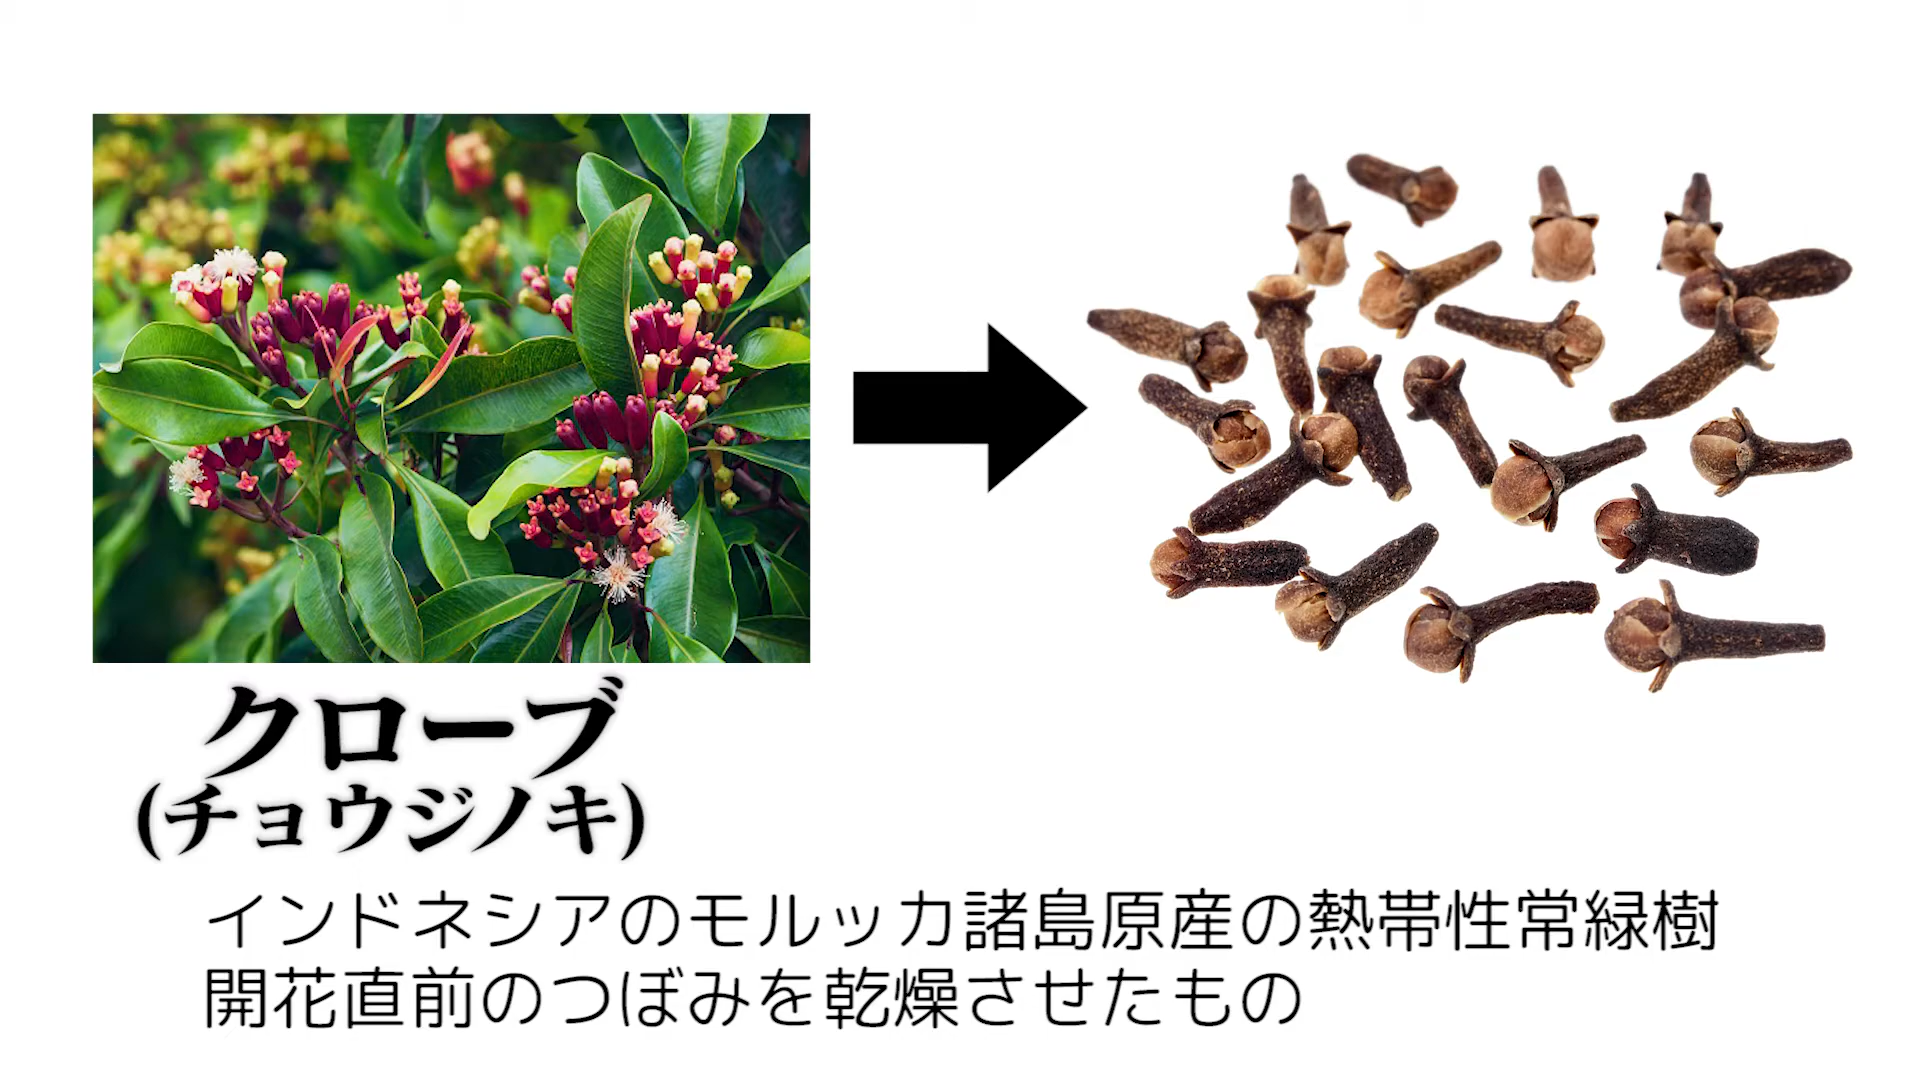 クローブ
(チョウジノキ)
インドネシアのモルッカ諸島原産の熱帯性常緑樹
開花直前のつぼみを乾燥させたもの